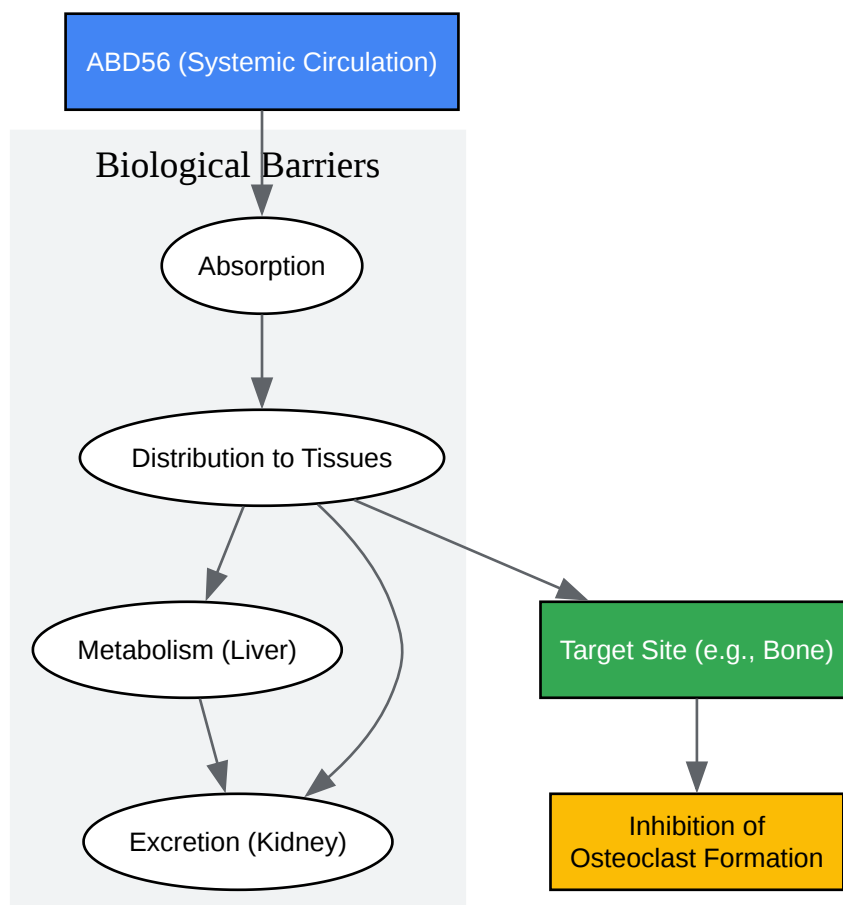 ABD56 (Systemic Circulation)
Biological Barriers
Absorption
Distribution to Tissues
Metabolism (Liver)
Target Site (e.g., Bone)
Excretion (Kidney)
Inhibition of
Osteoclast Formation